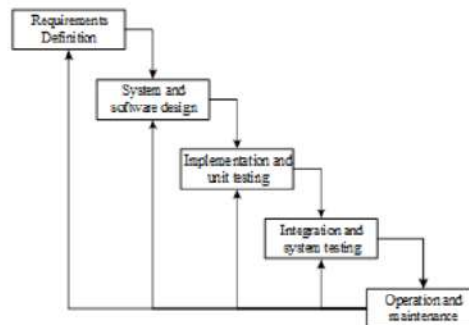 Requirements
Definition
System and
software design
Implementation and
unit testing
Integration and
system testing
Operation and
maintenance